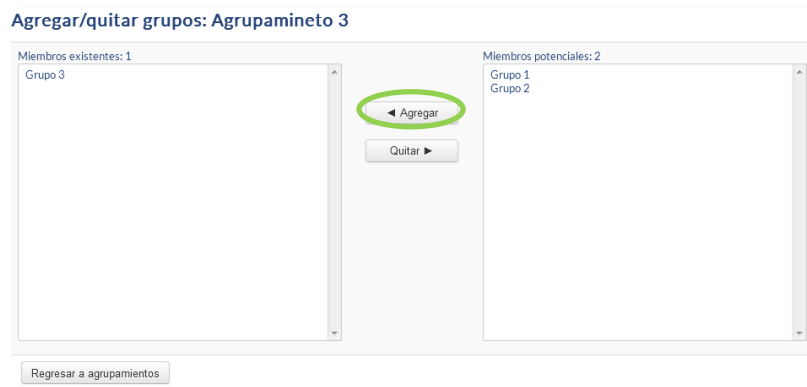 Agregar/quitar grupos: Agrupamineto 3
Miembros existentes: 1
Grupo 3
◄ Agregar
Quitar ►
Miembros potenciales: 2
Grupo 1
Grupo 2
Regresar a agrupamientos